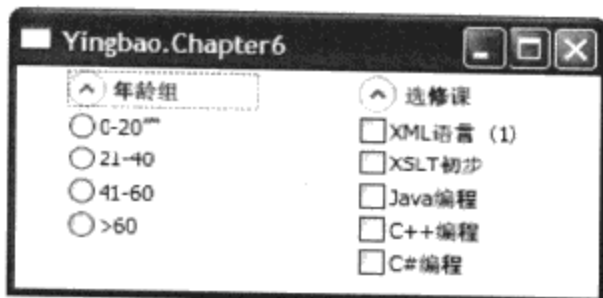 Yingbao.Chapter6
年龄组
0-20
21-40
41-60
>60
选修课
XML语言 (1)
XSLT初步
Java编程
C++编程
C#编程